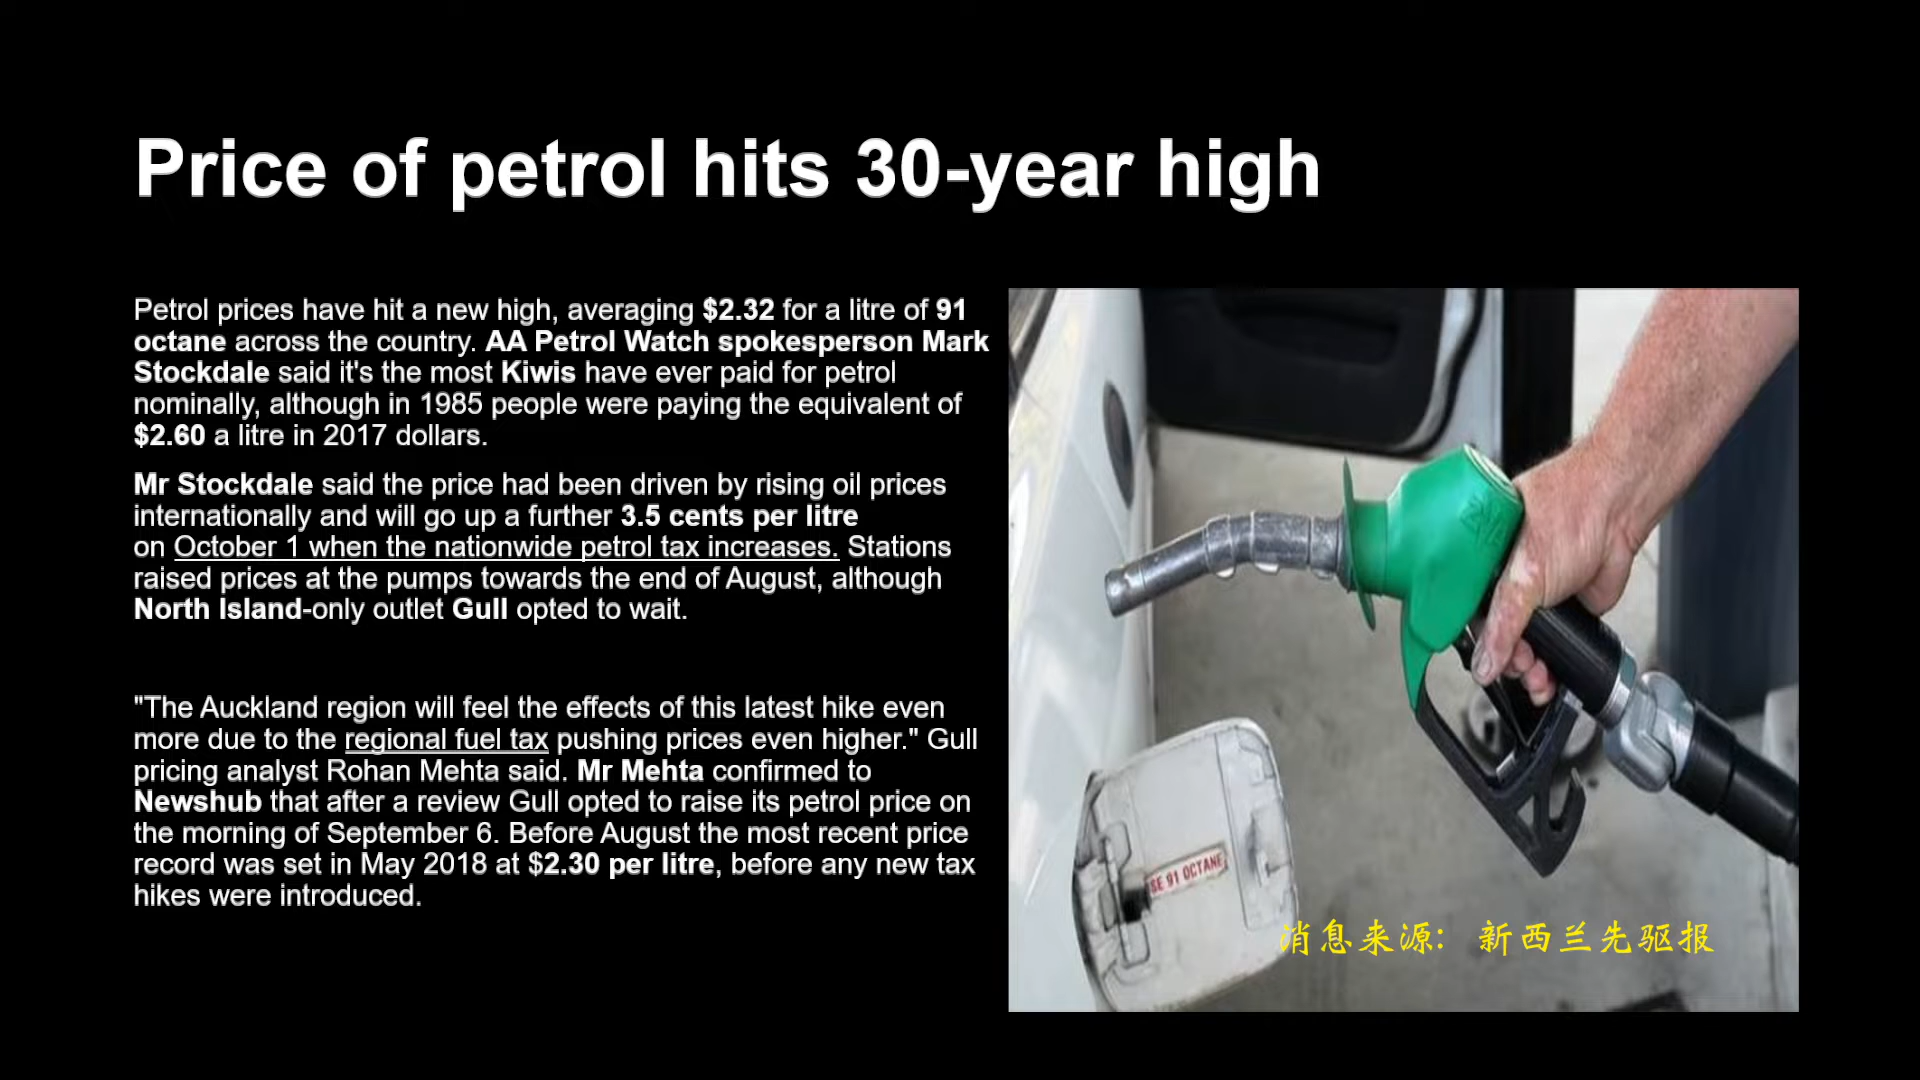 Price of petrol hits 30-year high
Petrol prices have hit a new high, averaging $2.32 for a litre of 91
octane across the country. AA Petrol Watch spokesperson Mark
Stockdale said it's the most Kiwis have ever paid for petrol
nominally, although in 1985 people were paying the equivalent of
$2.60 a litre in 2017 dollars.
Mr Stockdale said the price had been driven by rising oil prices
internationally and will go up a further 3.5 cents per litre
on October 1 when the nationwide petrol tax increases. Stations
raised prices at the pumps towards the end of August, although
North Island-only outlet Gull opted to wait.
"The Auckland region will feel the effects of this latest hike even
more due to the regional fuel tax pushing prices even higher." Gull
pricing analyst Rohan Mehta said. Mr Mehta confirmed to
Newshub that after a review Gull opted to raise its petrol price on
the morning of September 6. Before August the most recent price
record was set in May 2018 at $2.30 per litre, before any new tax
hikes were introduced.
SE 91 OCTANE
消息来源: 新西兰先驱报